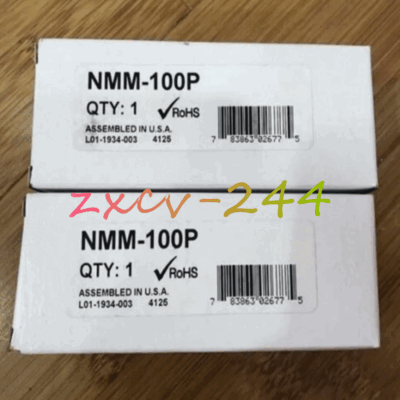 NMM-100P
QTY: 1 ✓RoHS
ASSEMBLED IN U.S.A.
L01-1934-003 4125
7 83863"02677 5
zxcv-244
NMM-100P
QTY: 1 ✓RoHS
ASSEMBLED IN U.S.A.
L01-1934-003 4125
7 83863"02677 5